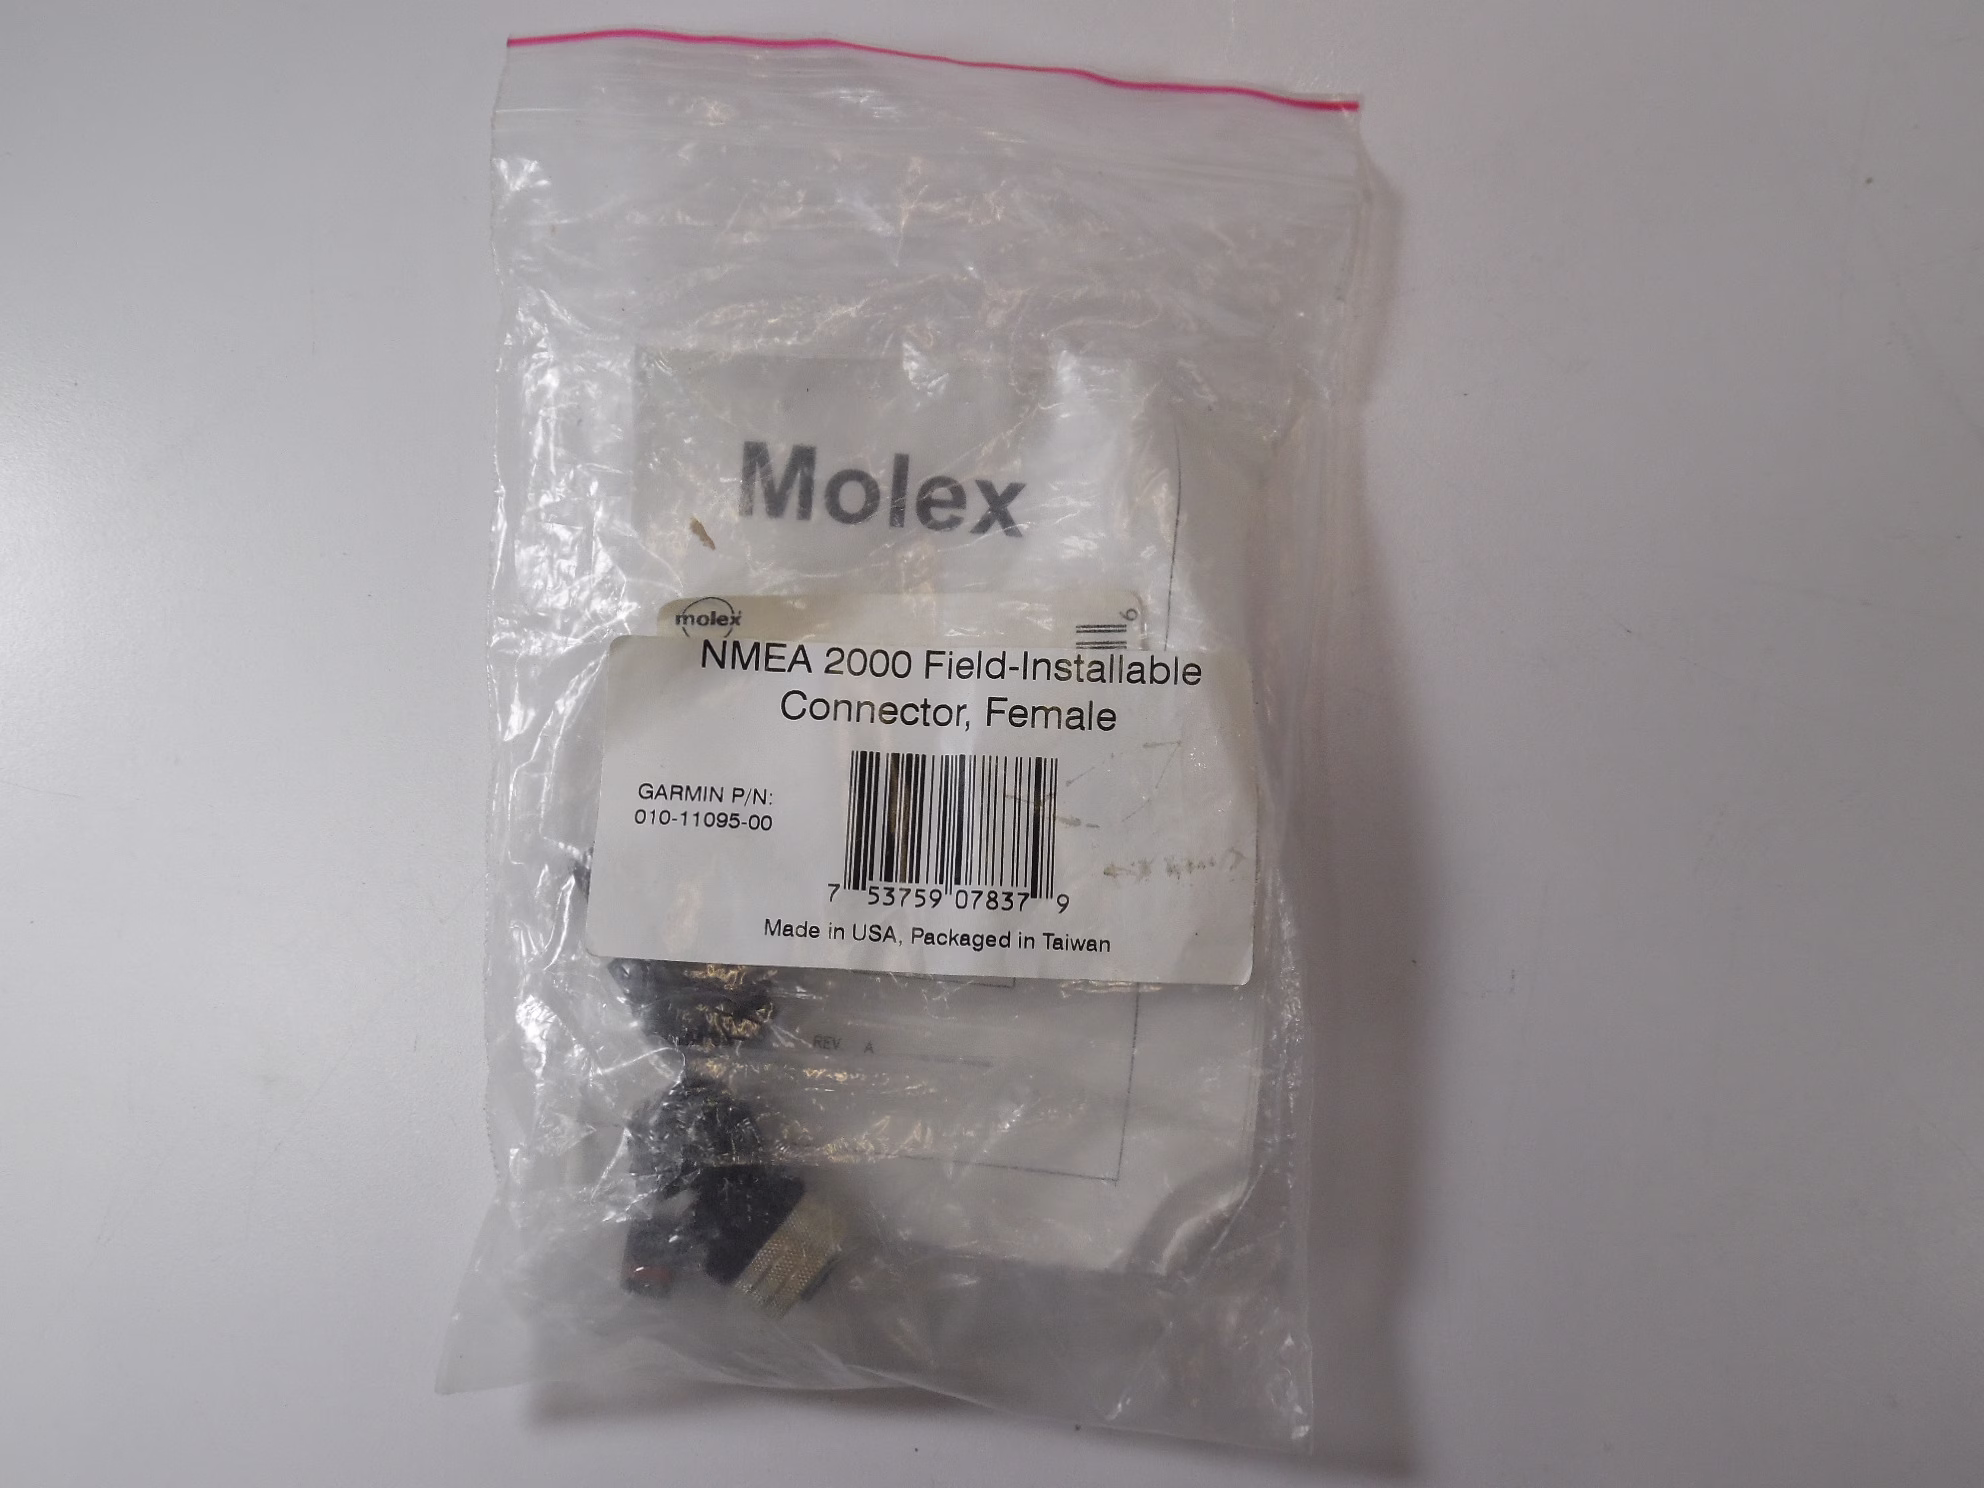 Molex
molex
6
NMEA 2000 Field-Installable
Connector, Female
GARMIN P/N:
010-11095-00
7 53759 07837 9
Made in USA, Packaged in Taiwan
REV A